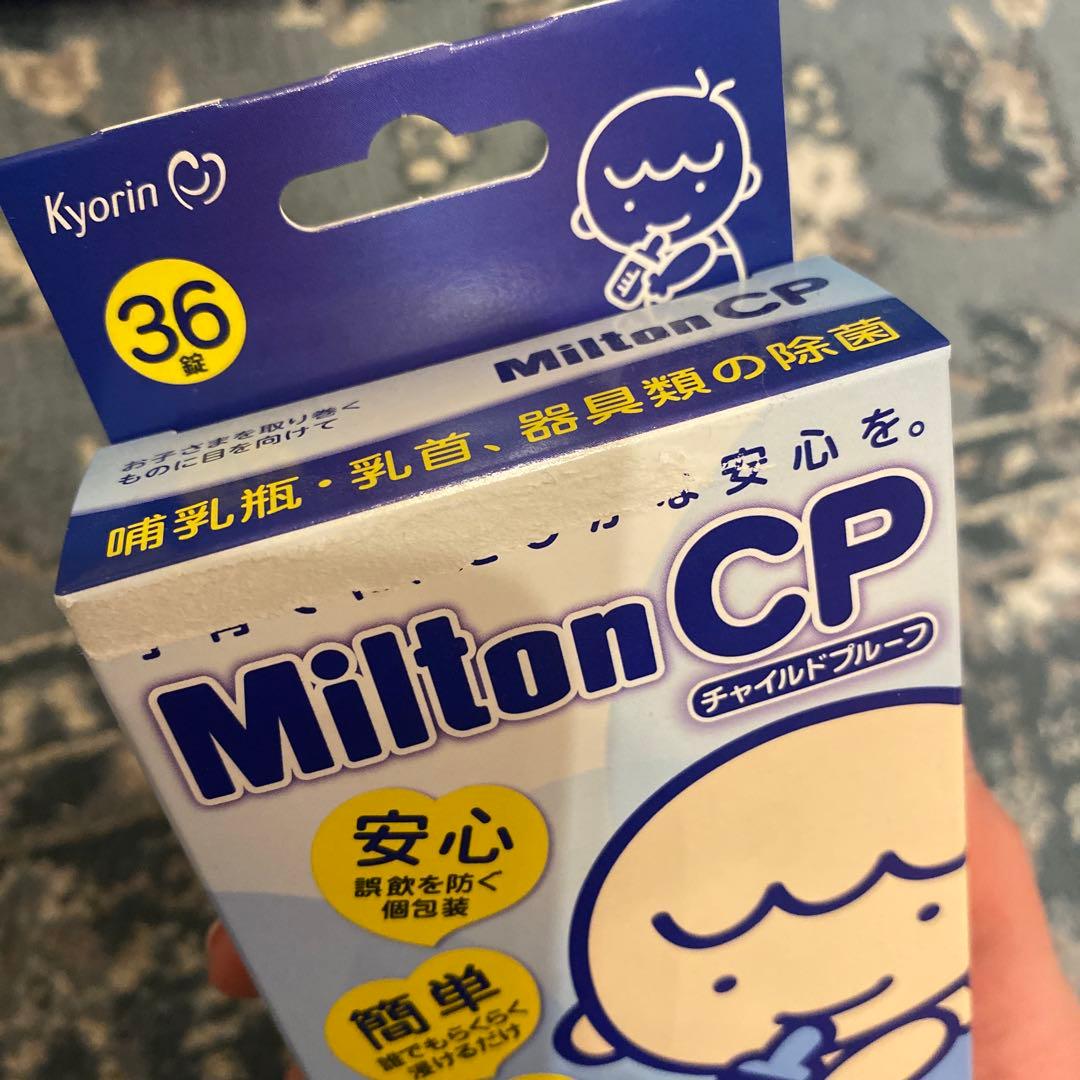 Kyorin
36
錠
Milton CP
お子さまを取り巻く
ものに目を向けて
哺乳瓶・乳首、器具類の除菌
な安心を。
Milton CP
チャイルドプルーフ
安心
誤飲を防ぐ
個包装
簡単
誰でもらくらく
浸けるだけ